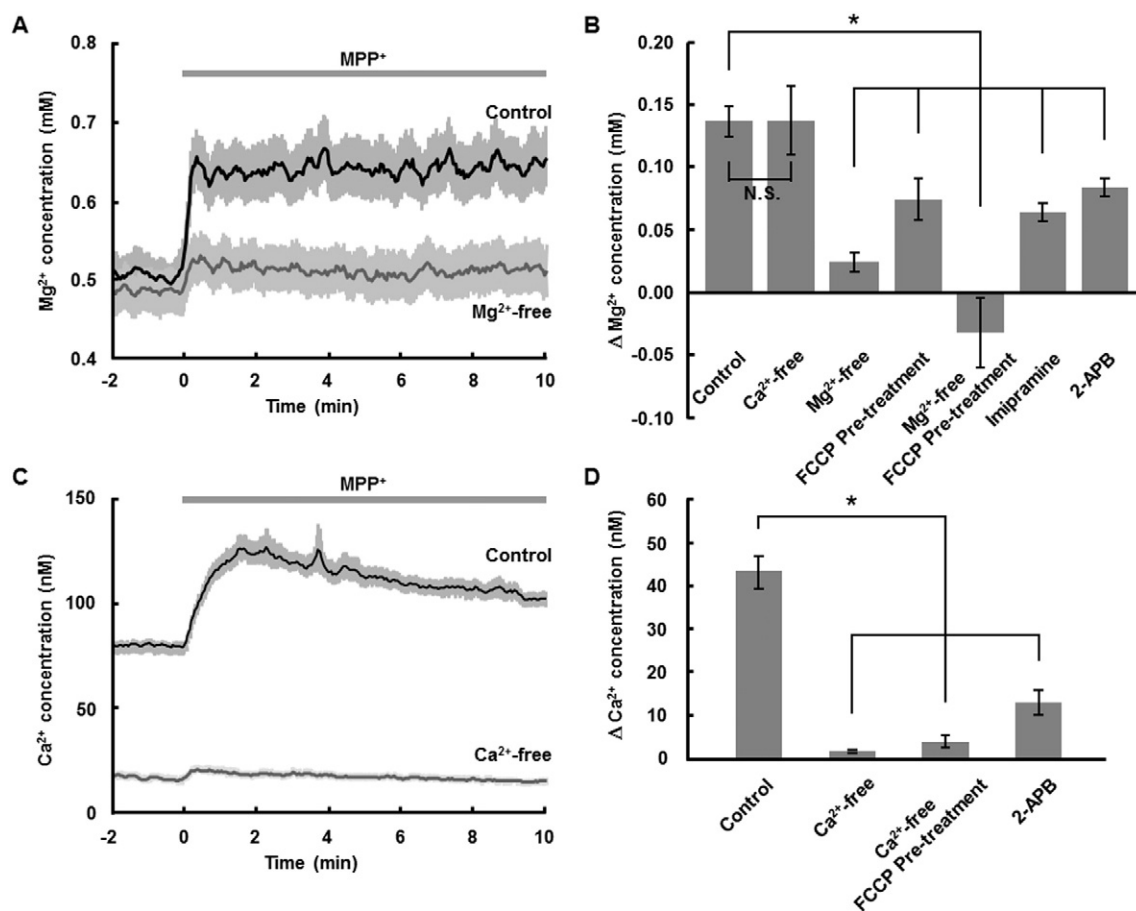 A
MPP⁺
Mg²⁺ concentration (mM)
0.8
0.7
0.6
0.5
0.4
Control
Mg²⁺-free
-2
0
2
4
6
8
10
Time (min)
B
*
Δ Mg²⁺ concentration (mM)
0.20
0.15
0.10
0.05
0.00
-0.05
-0.10
N.S.
Control
Ca²⁺-free
Mg²⁺-free
FCCP Pre-treatment
Mg²⁺-free
FCCP Pre-treatment
Imipramine
2-APB
C
MPP⁺
Ca²⁺ concentration (nM)
150
100
50
0
Control
Ca²⁺-free
-2
0
2
4
6
8
10
Time (min)
D
*
Δ Ca²⁺ concentration (nM)
60
50
40
30
20
10
0
Control
Ca²⁺-free
Ca²⁺-free
FCCP Pre-treatment
2-APB